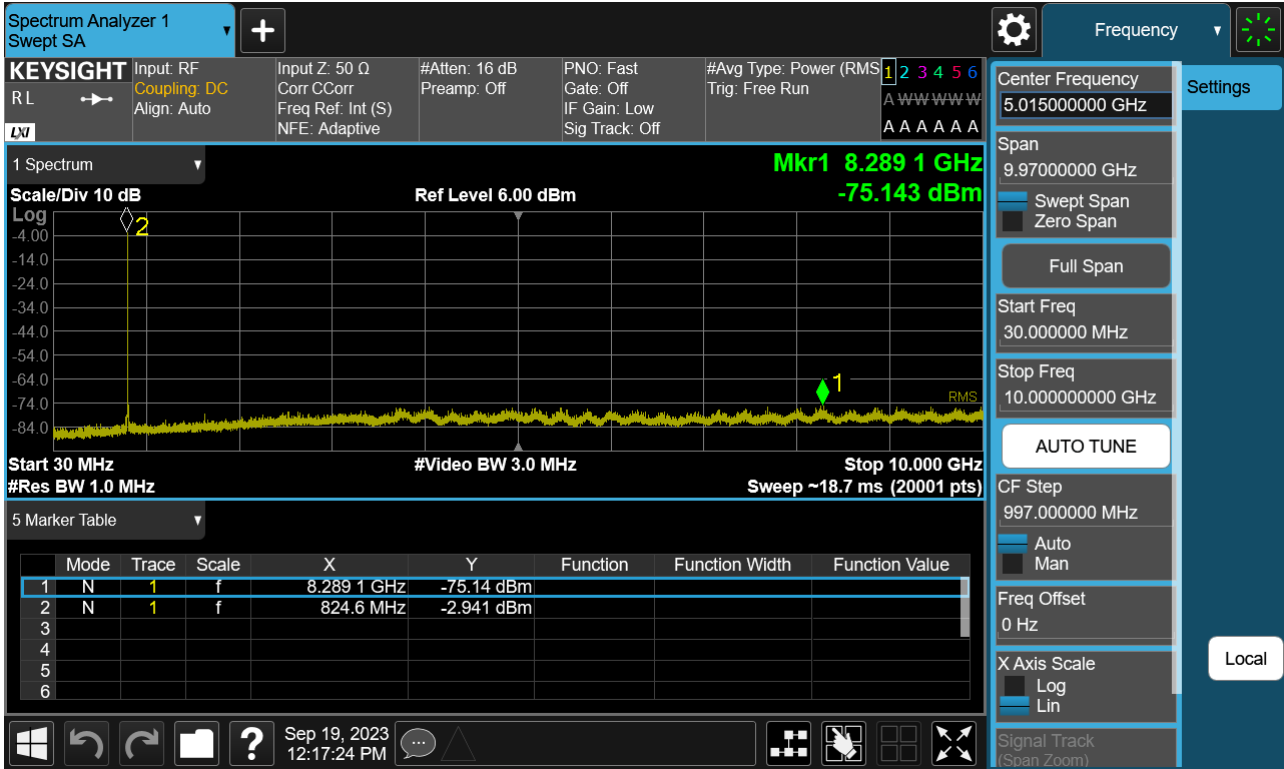 Spectrum Analyzer 1
Swept SA
Frequency
KEYSIGHT
R L
LXI
Input: RF
Coupling: DC
Align: Auto
Input Z: 50 Ω
Corr CCorr
Freq Ref: Int (S)
NFE: Adaptive
#Atten: 16 dB
Preamp: Off
PNO: Fast
Gate: Off
IF Gain: Low
Sig Track: Off
#Avg Type: Power (RMS
Trig: Free Run
1 2 3 4 5 6
A W W W W W
A A A A A A
Center Frequency
5.015000000 GHz
Settings
1 Spectrum
Mkr1 8.289 1 GHz
Scale/Div 10 dB
Ref Level 6.00 dBm
-75.143 dBm
Log
2
-4.00
-14.0
-24.0
-34.0
-44.0
-54.0
-64.0
1
-74.0
RMS
-84.0
Start 30 MHz
#Video BW 3.0 MHz
Stop 10.000 GHz
#Res BW 1.0 MHz
Sweep ~18.7 ms (20001 pts)
Span
9.97000000 GHz
Swept Span
Zero Span
Full Span
Start Freq
30.000000 MHz
Stop Freq
10.000000000 GHz
AUTO TUNE
CF Step
997.000000 MHz
Auto
Man
Freq Offset
0 Hz
X Axis Scale
Log
Lin
Signal Track
(Span Zoom)
Local
5 Marker Table
Mode Trace Scale X Y Function Function Width Function Value
1 N 1 f 8.289 1 GHz -75.14 dBm
2 N 1 f 824.6 MHz -2.941 dBm
3
4
5
6
?
Sep 19, 2023
12:17:24 PM